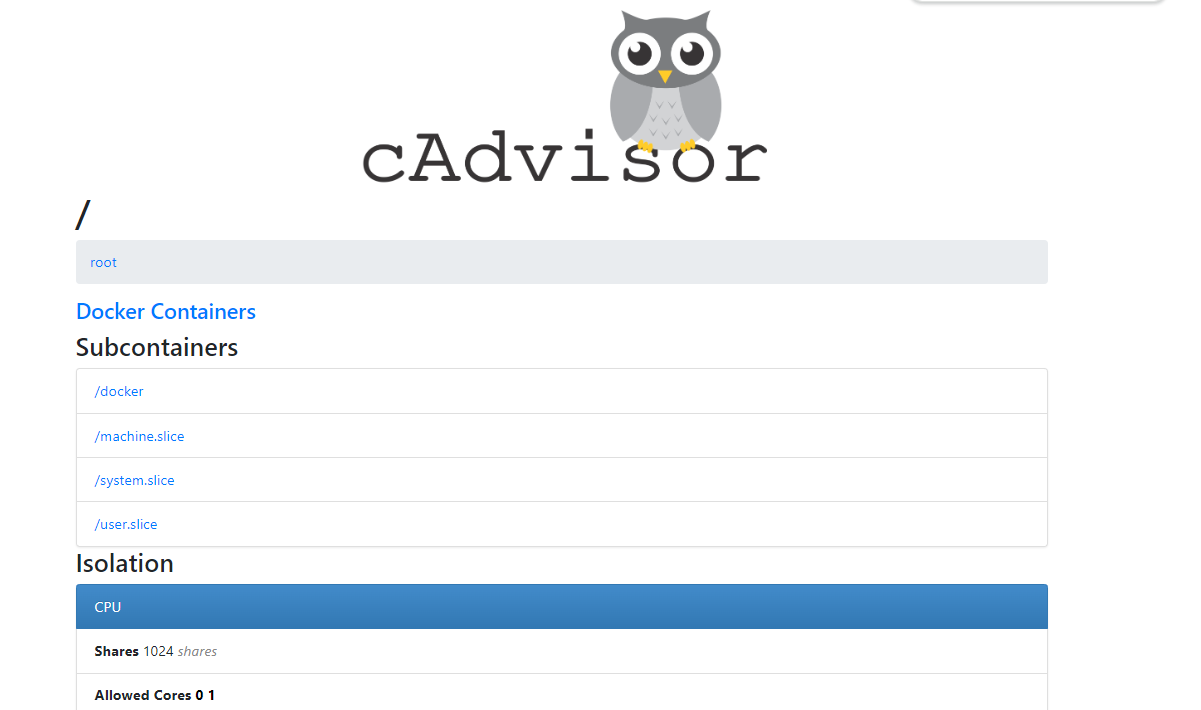 cAdvisor
/
root
Docker Containers
Subcontainers
/docker
/machine.slice
/system.slice
/user.slice
Isolation
CPU
Shares 1024 shares
Allowed Cores 0 1